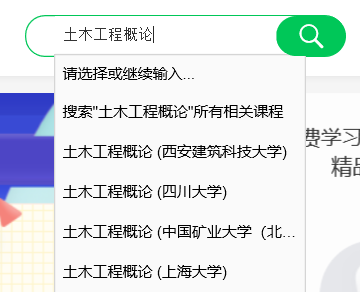 土木工程概论
请选择或继续输入...
搜索"土木工程概论"所有相关课程
土木工程概论 (西安建筑科技大学)
费学习
精品
土木工程概论 (四川大学)
土木工程概论 (中国矿业大学（北...
土木工程概论 (上海大学)